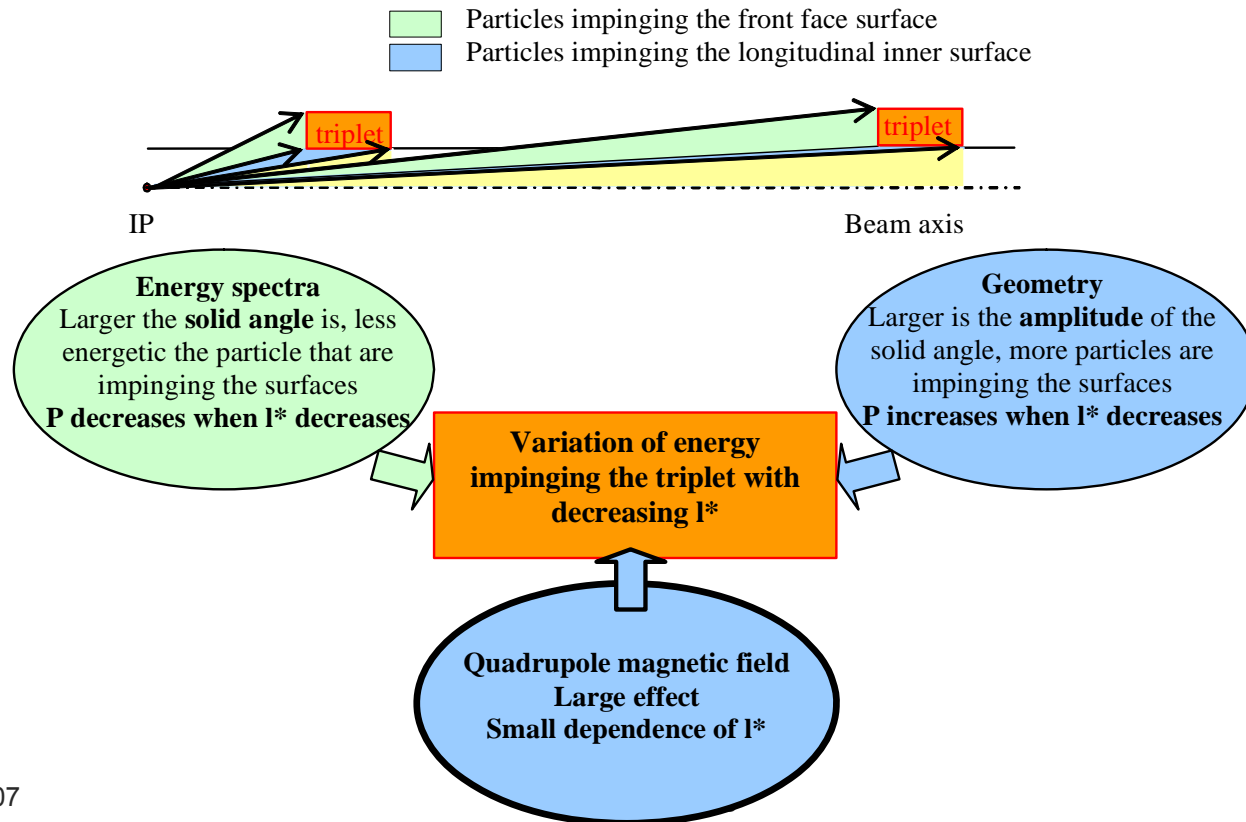 Particles impinging the front face surface
Particles impinging the longitudinal inner surface
triplet
triplet
IP
Beam axis
Energy spectra
Larger the solid angle is, less
energetic the particle that are
impinging the surfaces
P decreases when l* decreases
Geometry
Larger is the amplitude of the
solid angle, more particles are
impinging the surfaces
P increases when l* decreases
Variation of energy
impinging the triplet with
decreasing l*
Quadrupole magnetic field
Large effect
Small dependence of l*
07